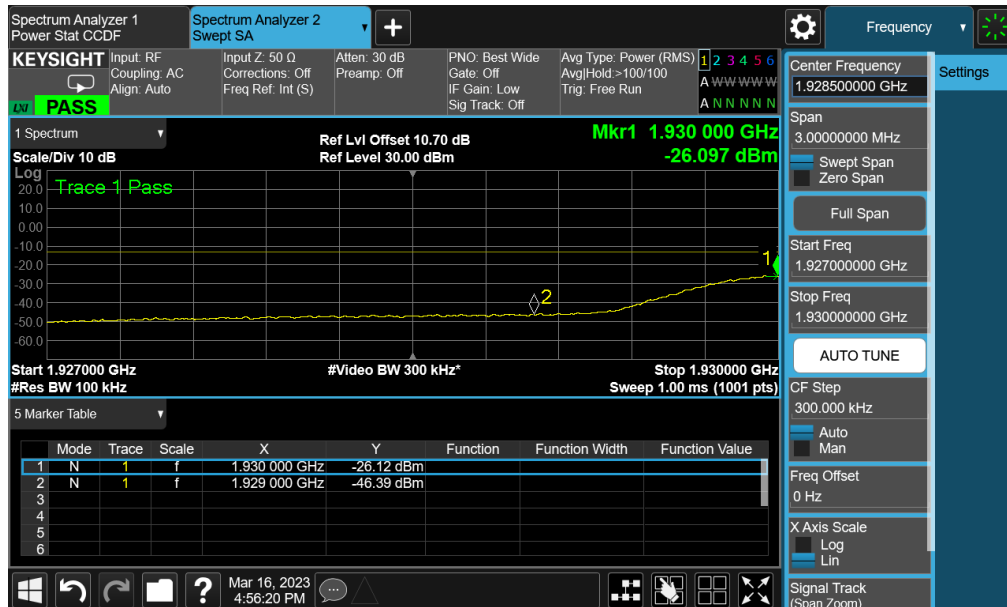 Spectrum Analyzer 1
Power Stat CCDF
Spectrum Analyzer 2
Swept SA
+
Frequency
KEYSIGHT
LXI
PASS
Input: RF
Coupling: AC
Align: Auto
Input Z: 50 Ω
Corrections: Off
Freq Ref: Int (S)
Atten: 30 dB
Preamp: Off
PNO: Best Wide
Gate: Off
IF Gain: Low
Sig Track: Off
Avg Type: Power (RMS)
Avg|Hold:>100/100
Trig: Free Run
1 2 3 4 5 6
A W W W W W
A N N N N N
1 Spectrum
Scale/Div 10 dB
Ref Lvl Offset 10.70 dB
Ref Level 30.00 dBm
Mkr1 1.930 000 GHz
-26.097 dBm
Log
Trace 1 Pass
20.0
10.0
0.00
-10.0
-20.0
-30.0
-40.0
-50.0
-60.0
1
2
Start 1.927000 GHz
#Res BW 100 kHz
#Video BW 300 kHz*
Stop 1.930000 GHz
Sweep 1.00 ms (1001 pts)
5 Marker Table
Mode Trace Scale X Y Function Function Width Function Value
1 N 1 f 1.930 000 GHz -26.12 dBm
2 N 1 f 1.929 000 GHz -46.39 dBm
3
4
5
6
Center Frequency
1.928500000 GHz
Settings
Span
3.00000000 MHz
Swept Span
Zero Span
Full Span
Start Freq
1.927000000 GHz
Stop Freq
1.930000000 GHz
AUTO TUNE
CF Step
300.000 kHz
Auto
Man
Freq Offset
0 Hz
X Axis Scale
Log
Lin
Signal Track
(Span Zoom)
?
Mar 16, 2023
4:56:20 PM